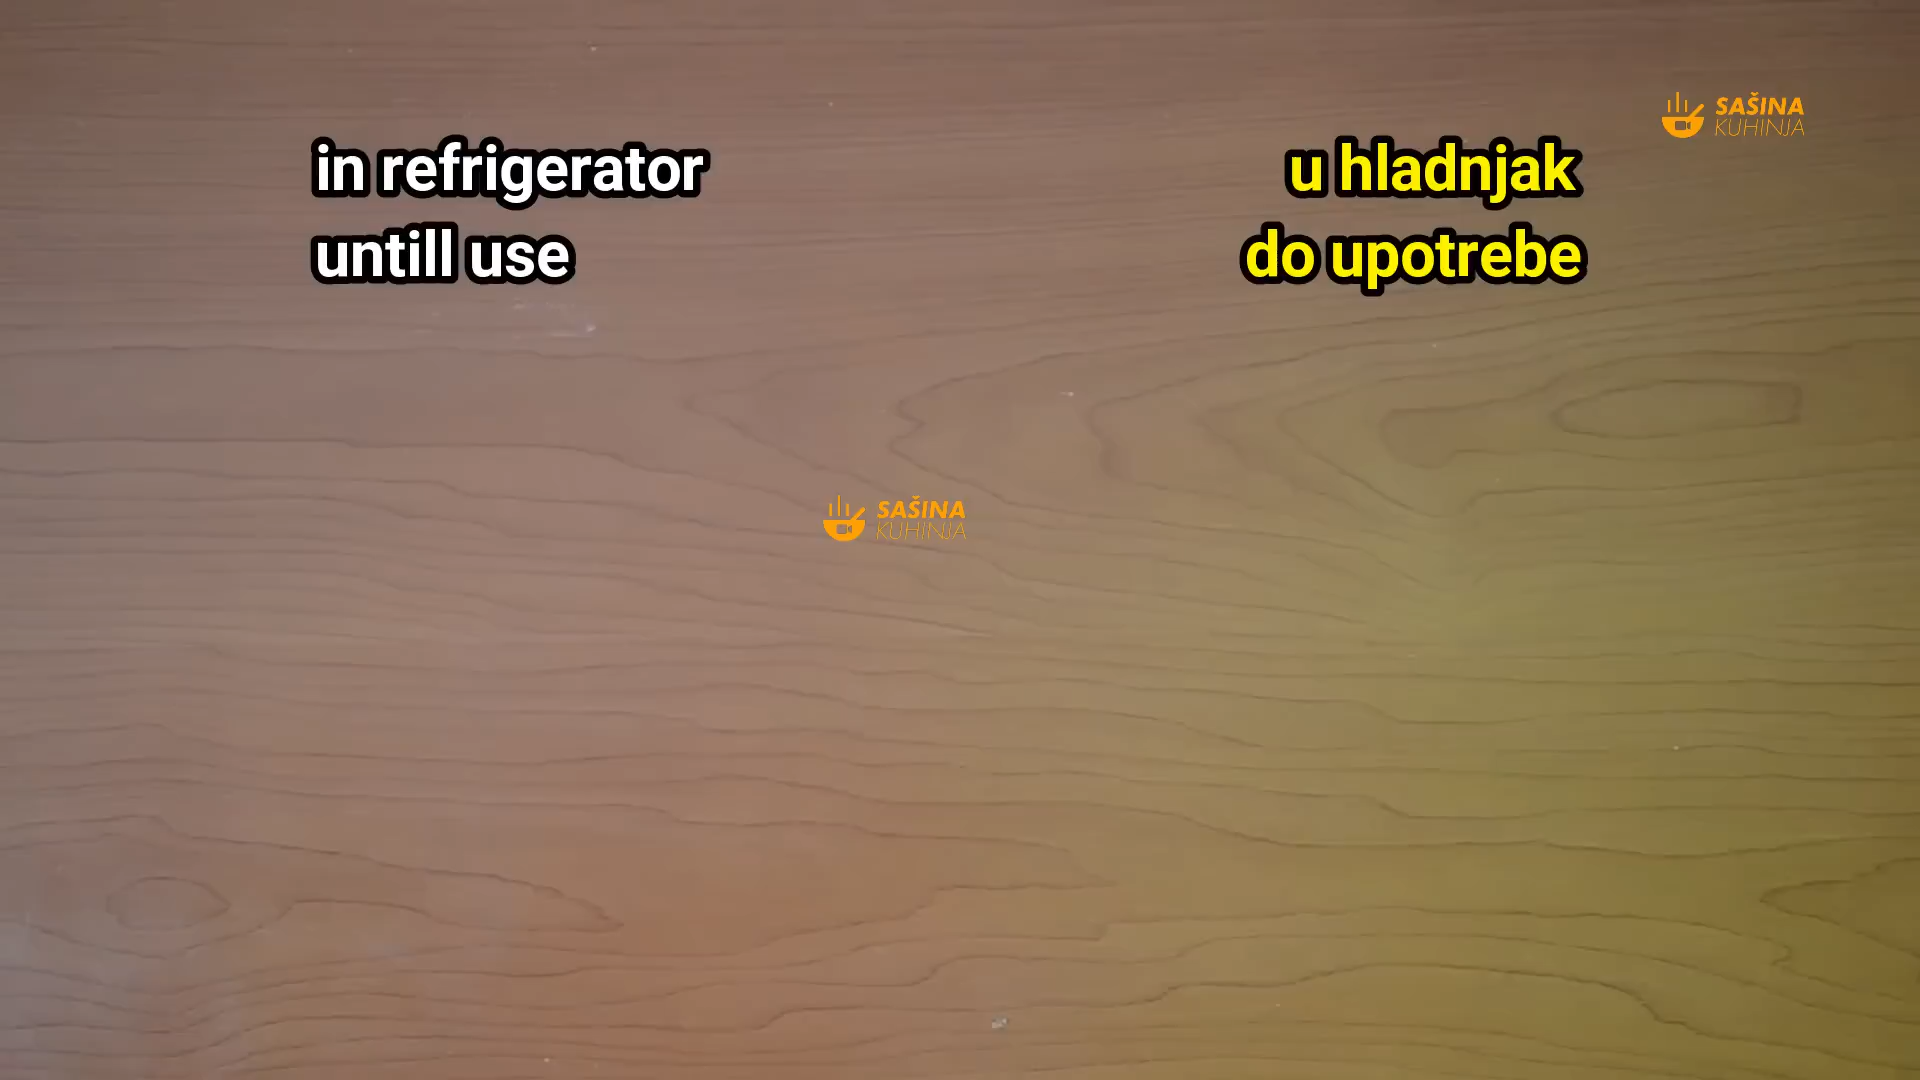 SAŠINA
KUHINJA
in refrigerator
untill use
u hladnjak
do upotrebe
SAŠINA
KUHINJA